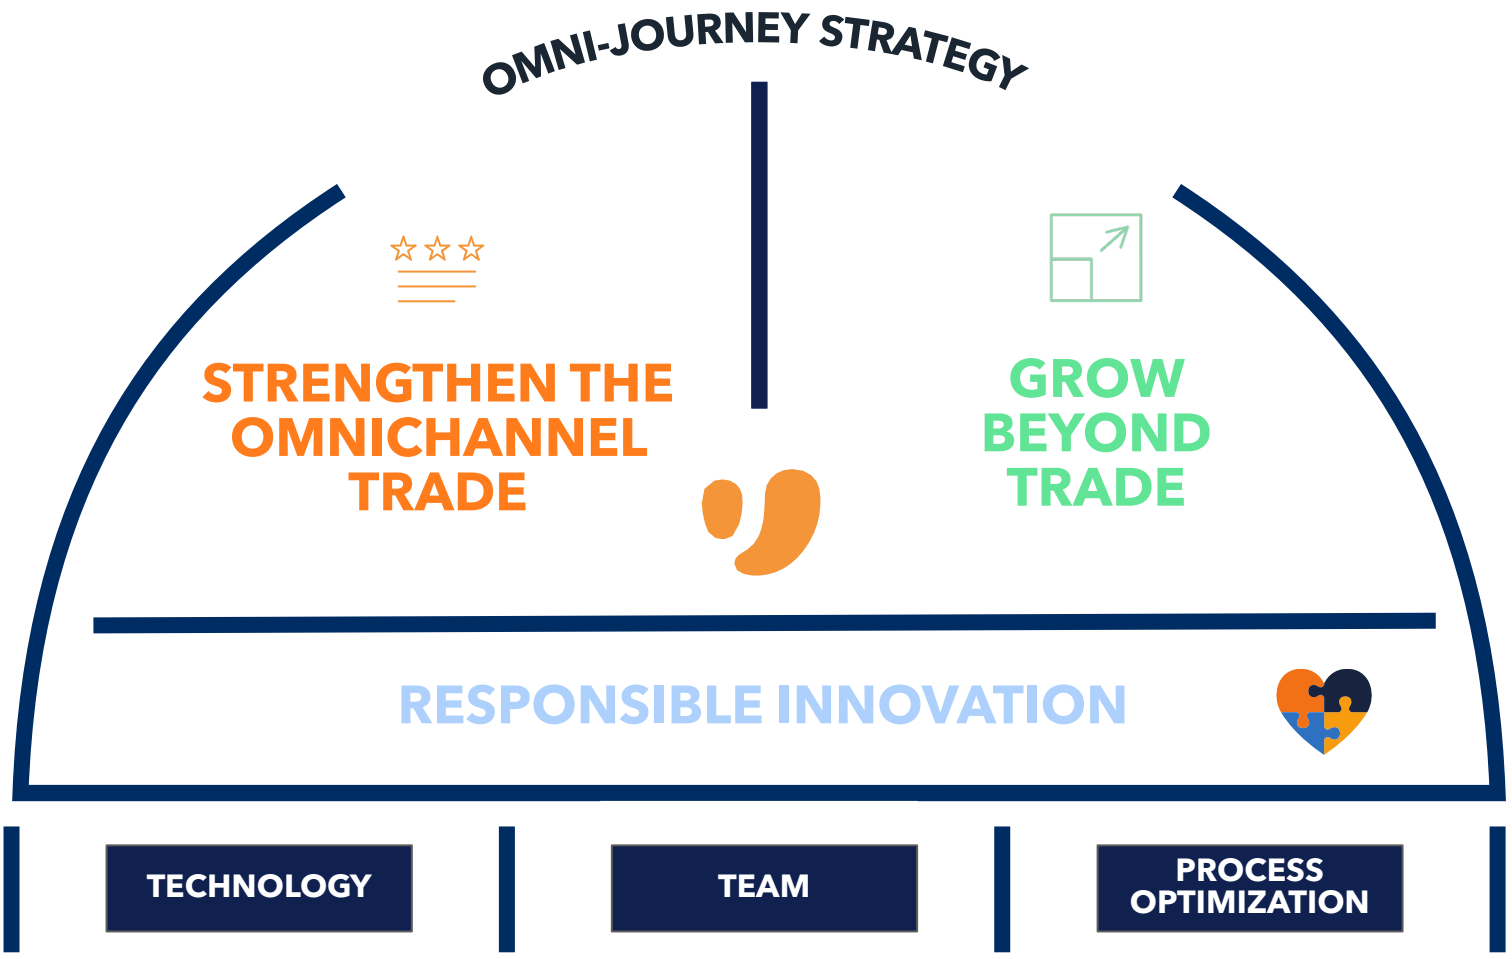 OMNI-JOURNEY STRATEGY
STRENGTHEN THE
OMNICHANNEL
TRADE
GROW
BEYOND
TRADE
RESPONSIBLE INNOVATION
TECHNOLOGY
TEAM
PROCESS
OPTIMIZATION